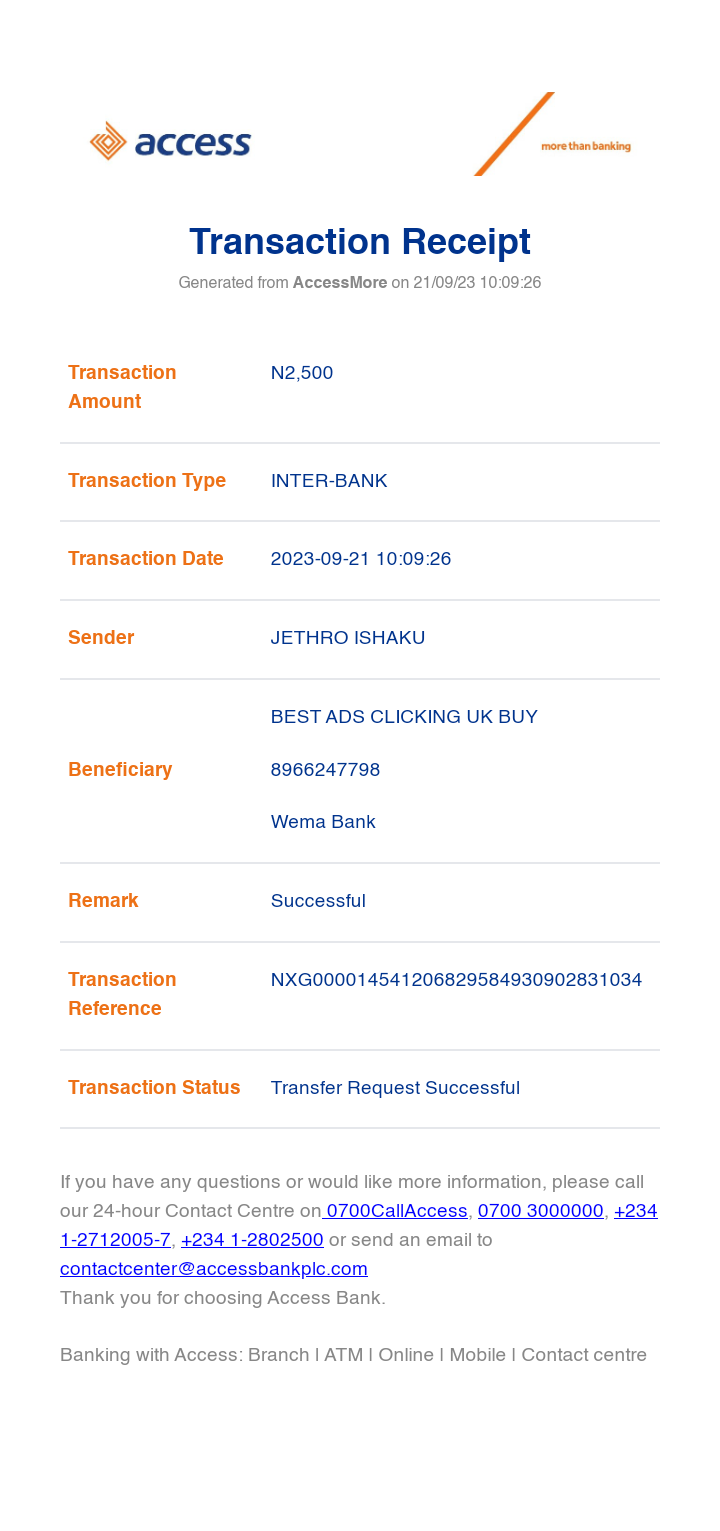 access
more than banking
Transaction Receipt
Generated from AccessMore on 21/09/23 10:09:26
Transaction Amount
N2,500
Transaction Type
INTER-BANK
Transaction Date
2023-09-21 10:09:26
Sender
JETHRO ISHAKU
Beneficiary
BEST ADS CLICKING UK BUY
8966247798
Wema Bank
Remark
Successful
Transaction Reference
NXG000014541206829584930902831034
Transaction Status
Transfer Request Successful
If you have any questions or would like more information, please call
our 24-hour Contact Centre on 0700CallAccess, 0700 3000000, +234
1-2712005-7, +234 1-2802500 or send an email to
contactcenter@accessbankplc.com
Thank you for choosing Access Bank.
Banking with Access: Branch | ATM | Online | Mobile | Contact centre